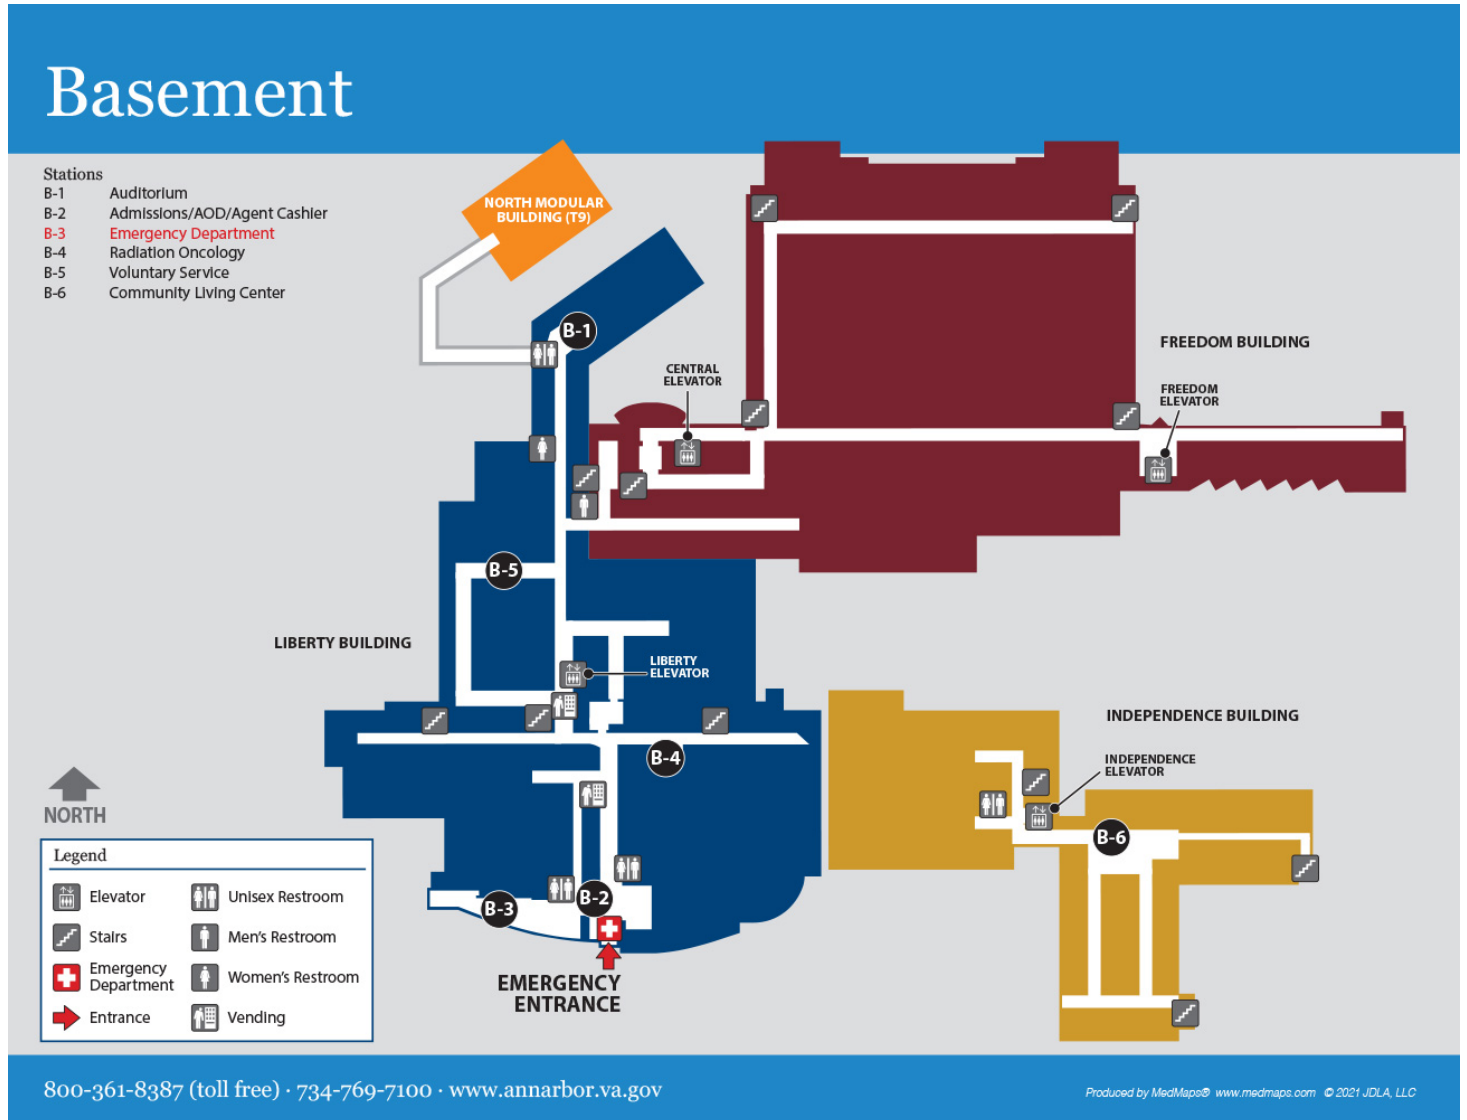 Basement
Stations
B-1 Auditorium
B-2 Admissions/AOD/Agent Cashier
B-3 Emergency Department
B-4 Radiation Oncology
B-5 Voluntary Service
B-6 Community Living Center
NORTH MODULAR
BUILDING (T9)
B-1
CENTRAL
ELEVATOR
FREEDOM BUILDING
FREEDOM
ELEVATOR
B-5
LIBERTY BUILDING
LIBERTY
ELEVATOR
B-4
INDEPENDENCE BUILDING
INDEPENDENCE
ELEVATOR
B-6
B-2
B-3
EMERGENCY
ENTRANCE
NORTH
Legend
Elevator
Unisex Restroom
Stairs
Men's Restroom
Emergency
Department
Women's Restroom
Entrance
Vending
800-361-8387 (toll free) · 734-769-7100 · www.annarbor.va.gov
Produced by MedMaps® www.medmaps.com © 2021 JDLA, LLC